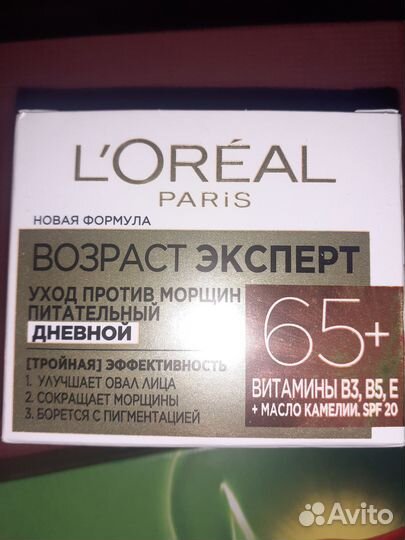 L'ORÉAL
PARIS
НОВАЯ ФОРМУЛА
ВОЗРАСТ ЭКСПЕРТ
УХОД ПРОТИВ МОРЩИН
ПИТАТЕЛЬНЫЙ
ДНЕВНОЙ
[ТРОЙНАЯ] ЭФФЕКТИВНОСТЬ
1. УЛУЧШАЕТ ОВАЛ ЛИЦА
2. СОКРАЩАЕТ МОРЩИНЫ
3. БОРЕТСЯ С ПИГМЕНТАЦИЕЙ
65+
ВИТАМИНЫ B3, B5, E
+ МАСЛО КАМЕЛИИ. SPF 20
Avito